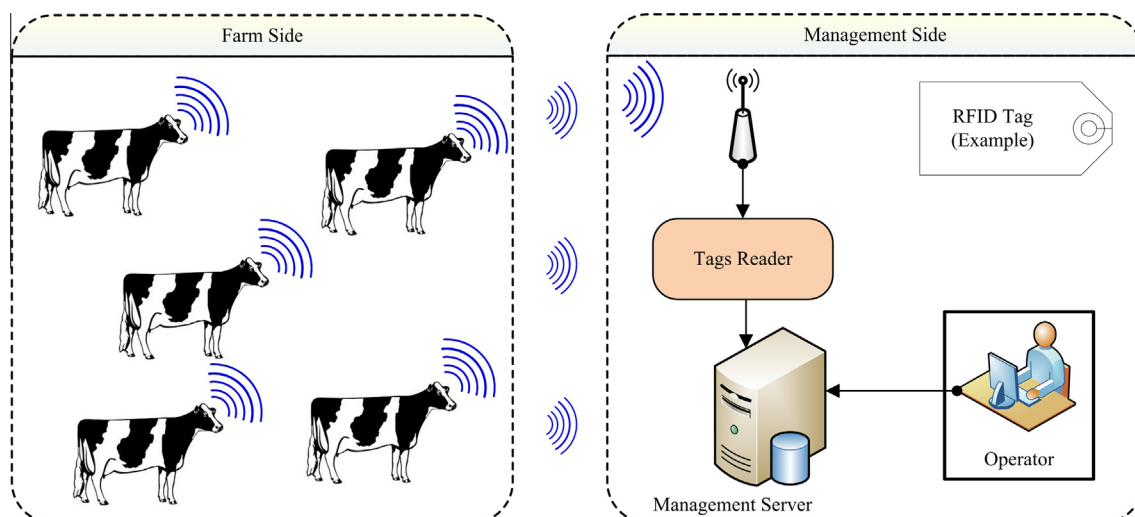 Farm Side
Management Side
RFID Tag
(Example)
Tags Reader
Operator
Management Server